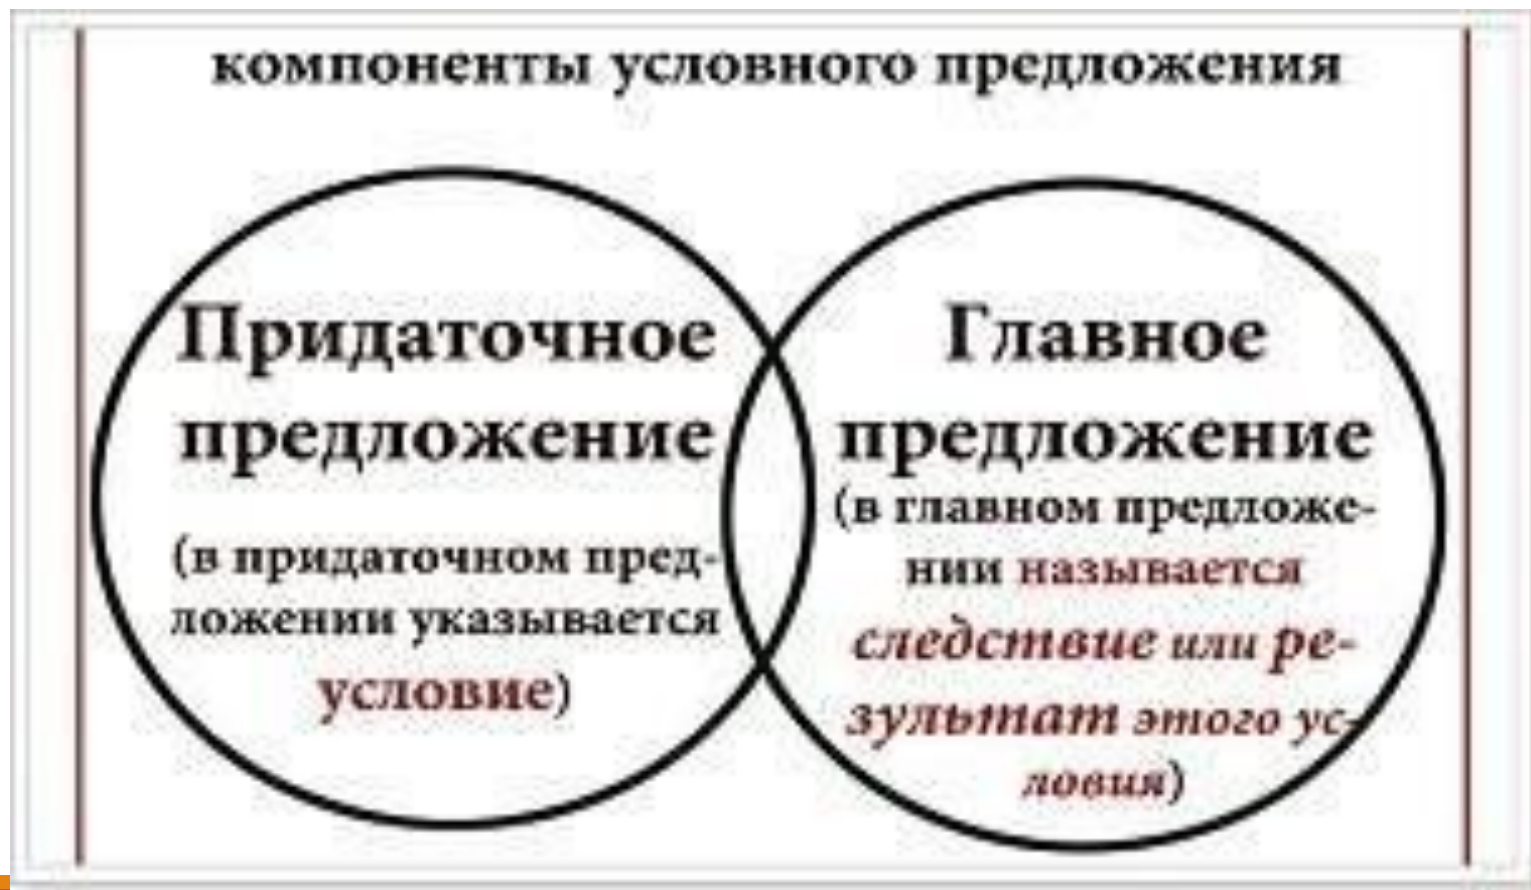 компоненты условного предложения
Придаточное
предложение
(в придаточном пред-
ложении указывается
условие)
Главное
предложение
(в главном предложе-
нии называется
следствие или ре-
зультат этого ус-
ловия)